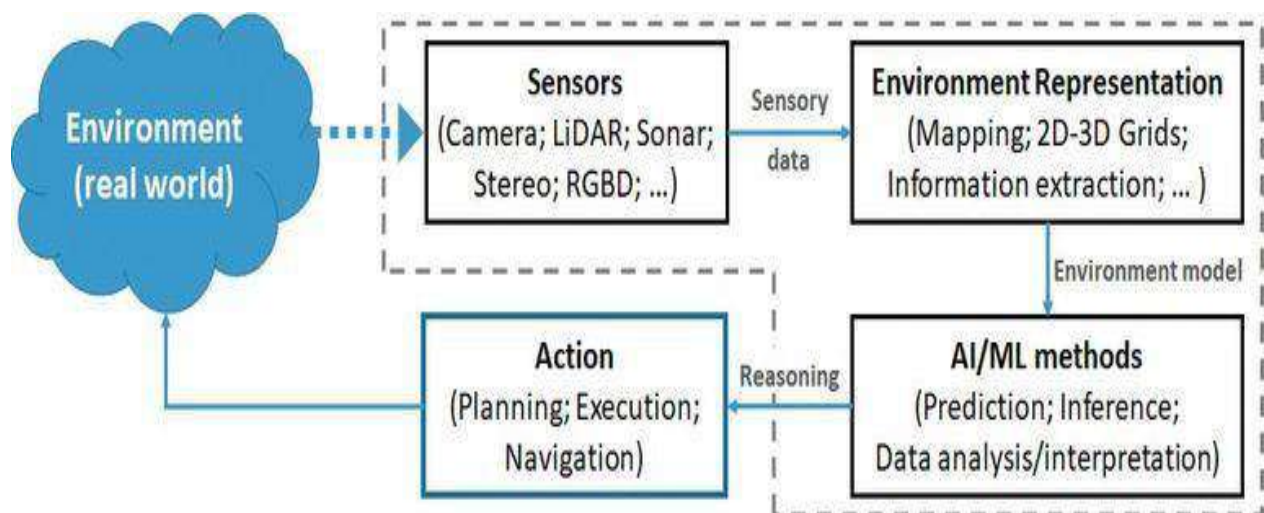 Environment
(real world)
Sensors
(Camera; LiDAR; Sonar;
Stereo; RGBD; ...)
Sensory
data
Environment Representation
(Mapping; 2D-3D Grids;
Information extraction; ... )
Environment model
AI/ML methods
(Prediction; Inference;
Data analysis/interpretation)
Reasoning
Action
(Planning; Execution;
Navigation)